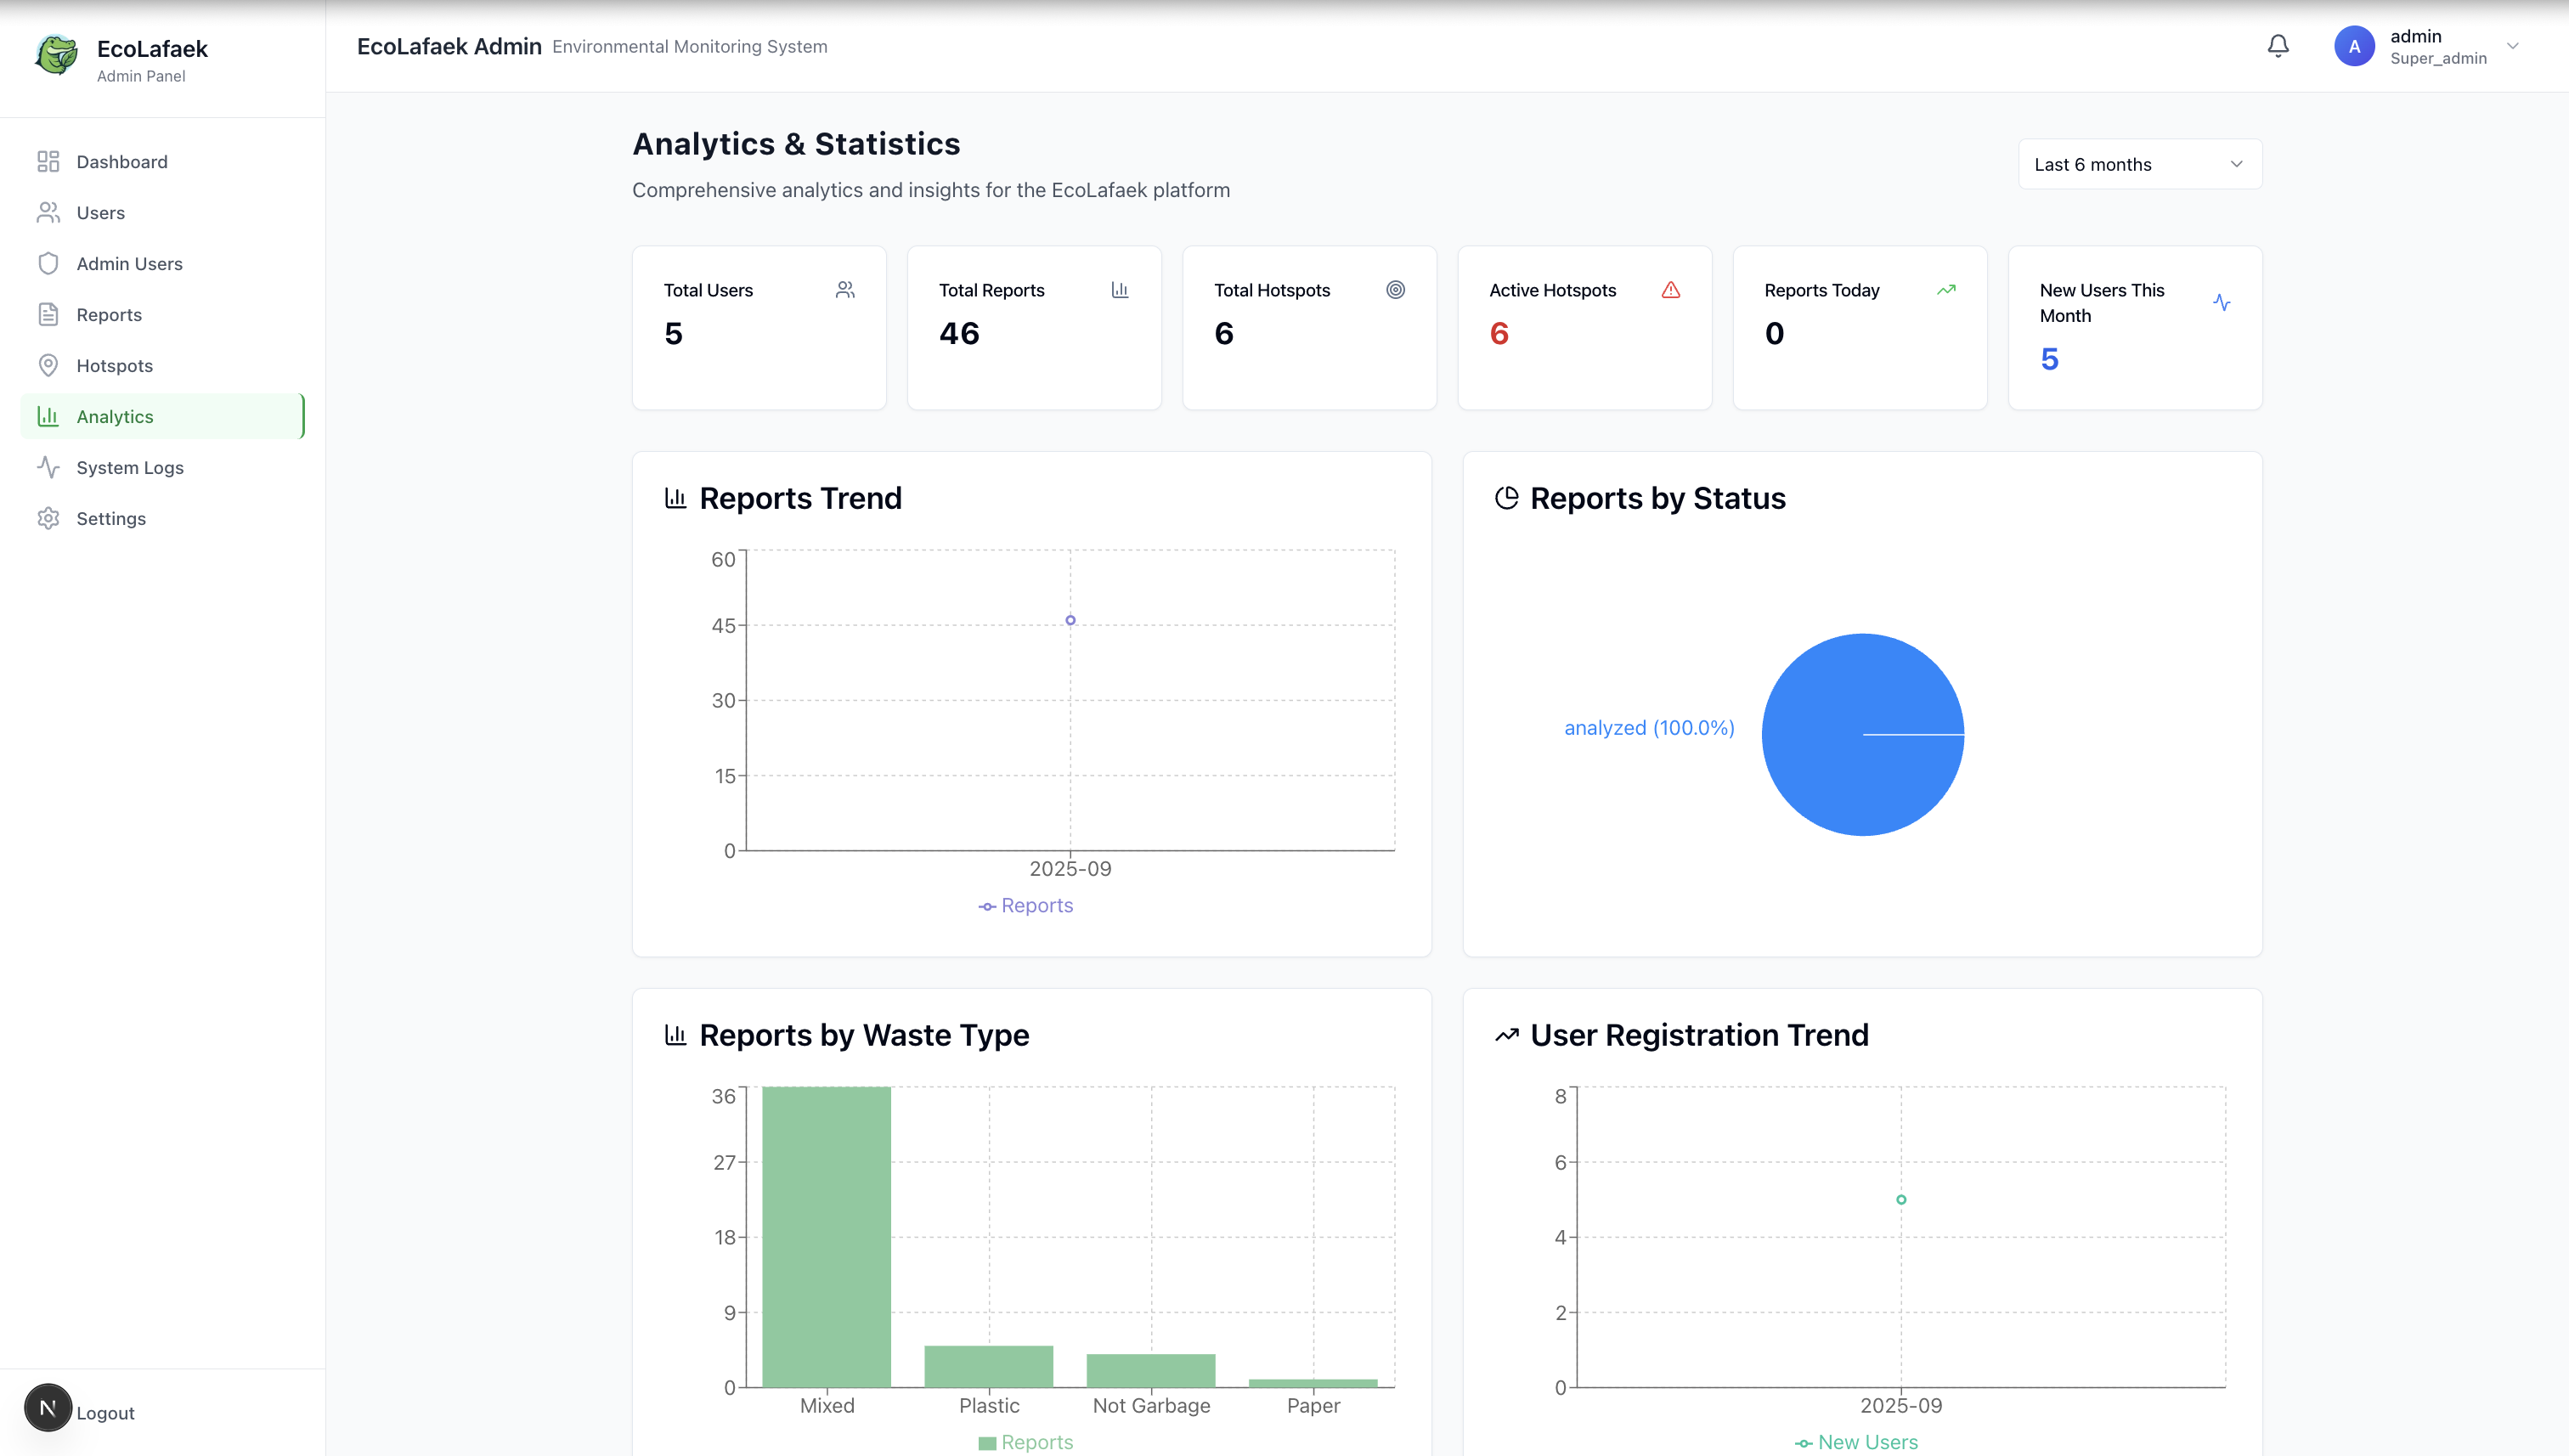 EcoLafaek
Admin Panel
EcoLafaek Admin Environmental Monitoring System
A
admin
Super_admin
Dashboard
Users
Admin Users
Reports
Hotspots
Analytics
System Logs
Settings
N Logout
Analytics & Statistics
Comprehensive analytics and insights for the EcoLafaek platform
Last 6 months
Total Users
5
Total Reports
46
Total Hotspots
6
Active Hotspots
6
Reports Today
0
New Users This
Month
5
Reports Trend
60
45
30
15
0
2025-09
Reports
Reports by Status
analyzed (100.0%)
Reports by Waste Type
36
27
18
9
0
Mixed Plastic Not Garbage Paper
Reports
User Registration Trend
8
6
4
2
0
2025-09
New Users